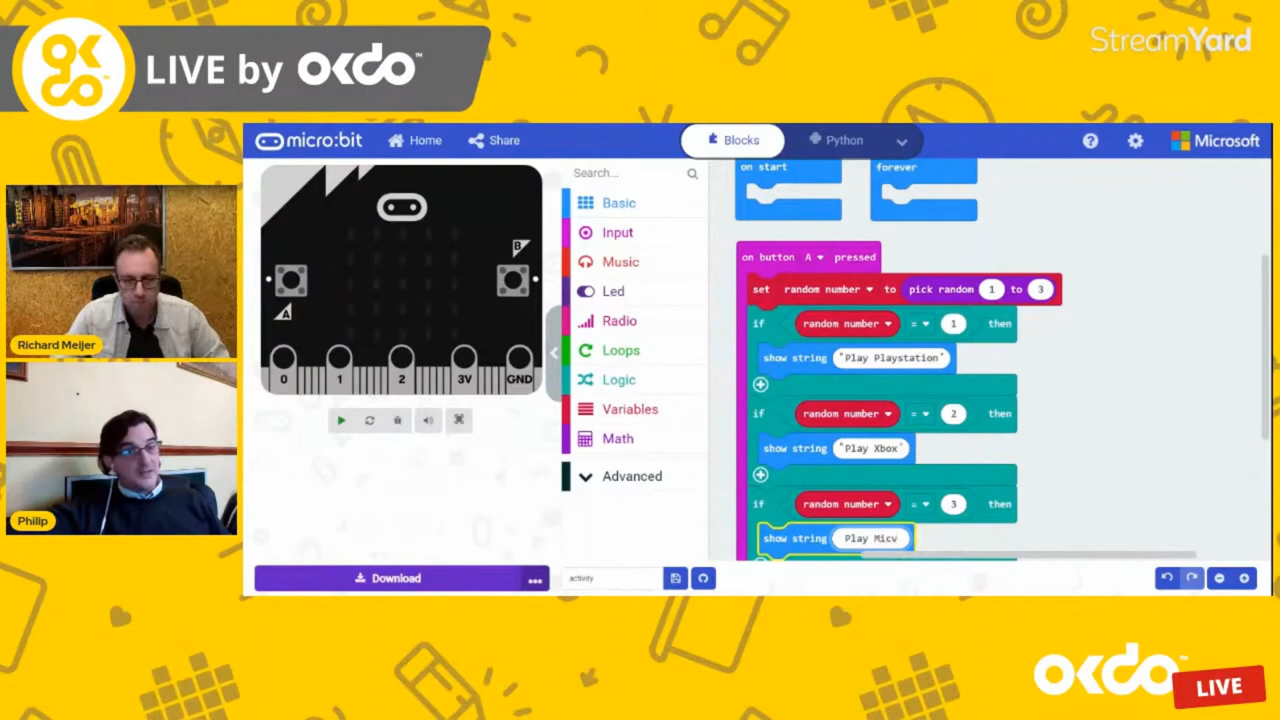 LIVE by OKDO™
StreamYard
micro:bit
Home
Share
Blocks
Python
Microsoft
Richard Meijer
Philip
A
B
0
1
2
3V
GND
Download
Search...
Basic
Input
Music
Led
Radio
Loops
Logic
Variables
Math
Advanced
activity
on start
forever
on button A pressed
set random number to pick random 1 to 3
if random number = 1 then
show string "Play Playstation"
if random number = 2 then
show string "Play Xbox"
if random number = 3 then
show string Play Micv
OKDO™
LIVE